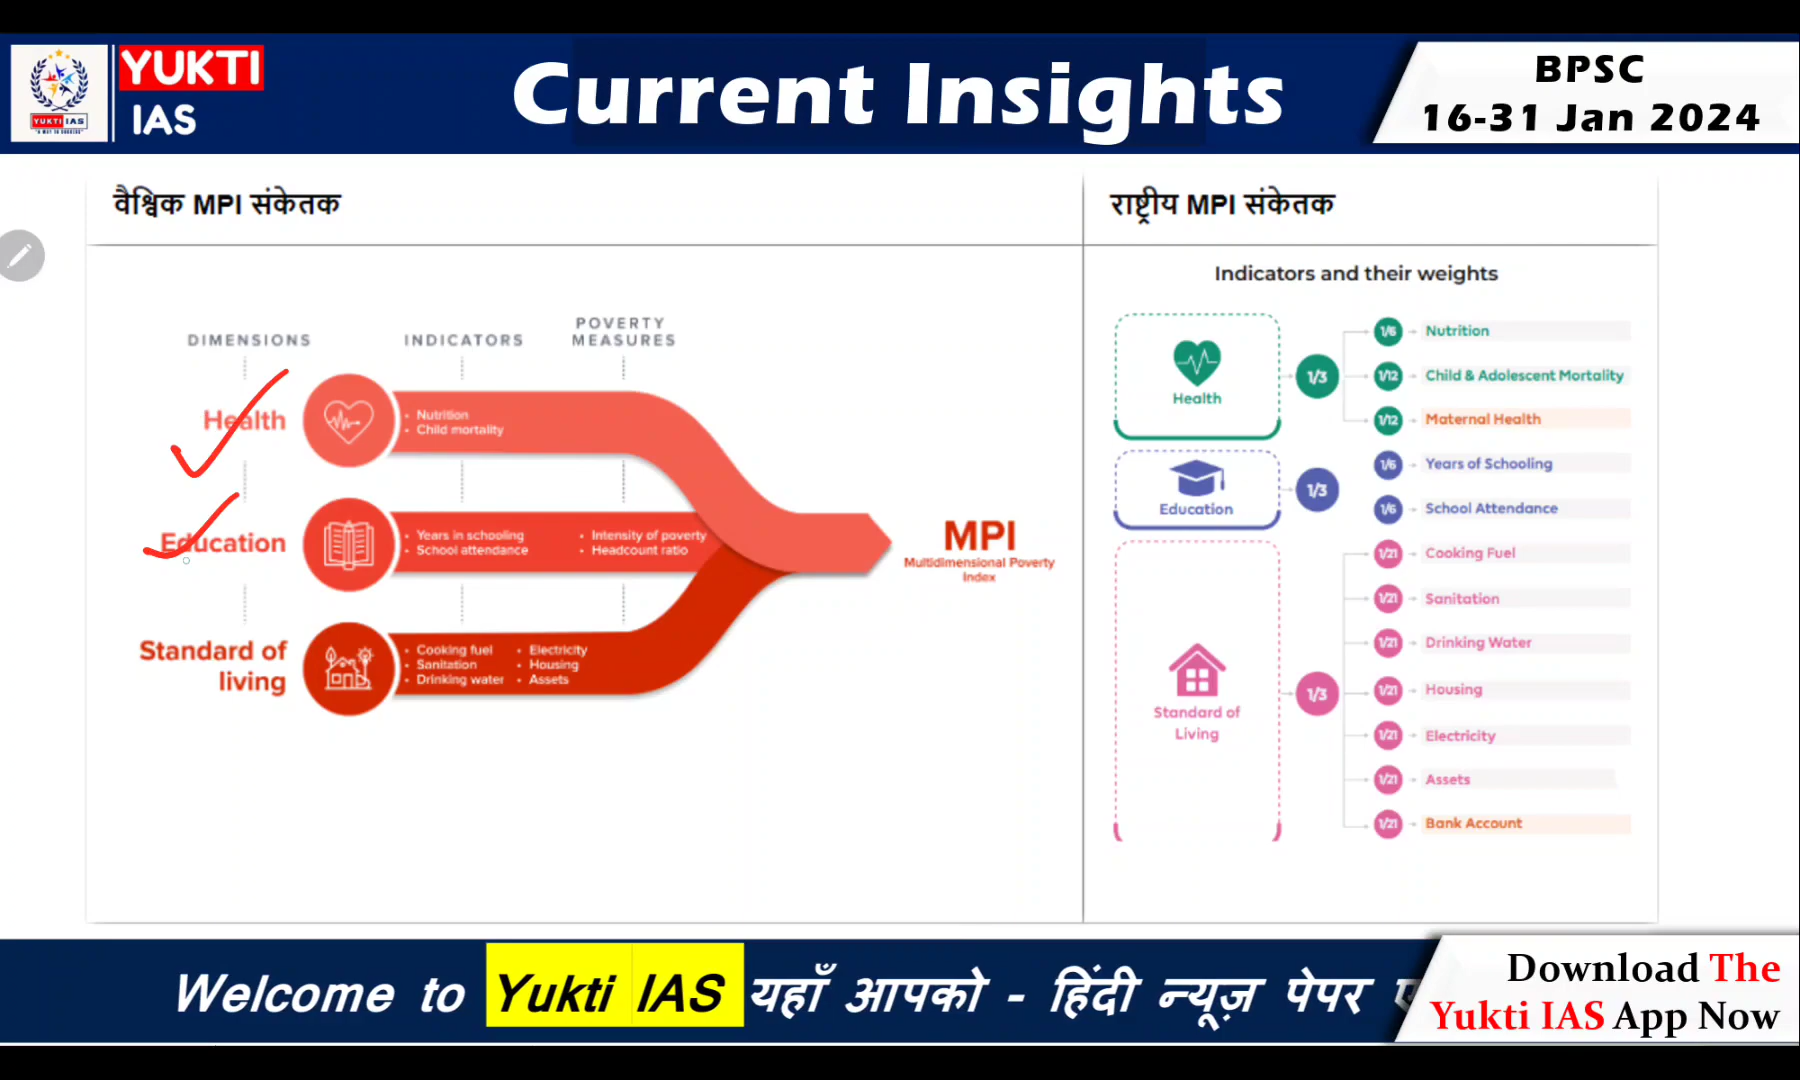 YUKTI
IAS
YUKTI IAS
Current Insights
BPSC
16-31 Jan 2024
वैश्विक MPI संकेतक
DIMENSIONS
INDICATORS
POVERTY
MEASURES
Health
• Nutrition
• Child mortality
Education
• Years in schooling
• School attendance
• Intensity of poverty
• Headcount ratio
Standard of
living
• Cooking fuel
• Sanitation
• Drinking water
• Electricity
• Housing
• Assets
MPI
Multidimensional Poverty
Index
राष्ट्रीय MPI संकेतक
Indicators and their weights
Health
1/3
1/6 Nutrition
1/12 Child & Adolescent Mortality
1/12 Maternal Health
Education
1/3
1/6 Years of Schooling
1/6 School Attendance
Standard of
Living
1/3
1/21 Cooking Fuel
1/21 Sanitation
1/21 Drinking Water
1/21 Housing
1/21 Electricity
1/21 Assets
1/21 Bank Account
Welcome to Yukti IAS यहाँ आपको - हिंदी न्यूज़ पेपर
Download The
Yukti IAS App Now